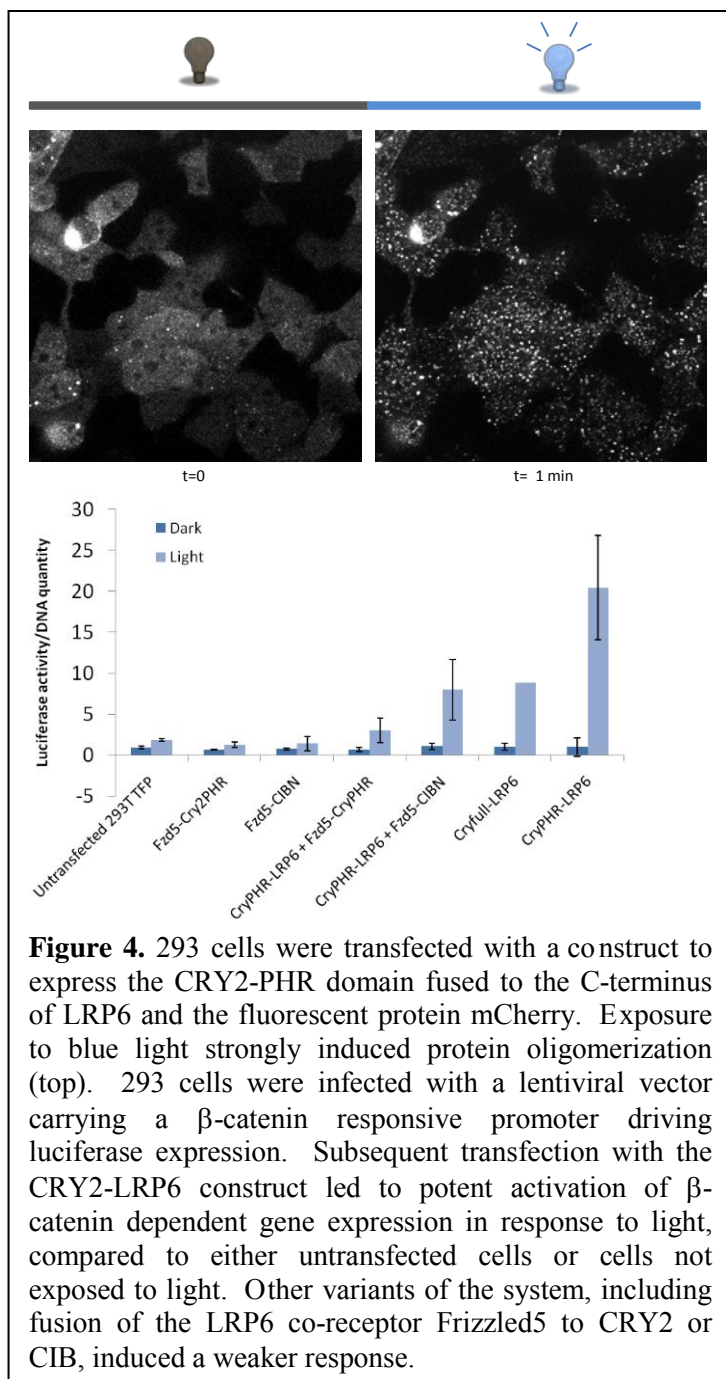 t=0
t= 1 min
30
25
20
15
10
5
0
-5
Luciferase activity/DNA quantity
Dark
Light
Untransfected 293T TFP
Fzd5-Cry2PHR
Fzd5-CIBN
CryPHR-LRP6 + Fzd5-CryPHR
CryPHR-LRP6 + Fzd5-CIBN
Cryfull-LRP6
CryPHR-LRP6
Figure 4. 293 cells were transfected with a construct to
express the CRY2-PHR domain fused to the C-terminus
of LRP6 and the fluorescent protein mCherry. Exposure
to blue light strongly induced protein oligomerization
(top). 293 cells were infected with a lentiviral vector
carrying a β-catenin responsive promoter driving
luciferase expression. Subsequent transfection with the
CRY2-LRP6 construct led to potent activation of β-
catenin dependent gene expression in response to light,
compared to either untransfected cells or cells not
exposed to light. Other variants of the system, including
fusion of the LRP6 co-receptor Frizzled5 to CRY2 or
CIB, induced a weaker response.